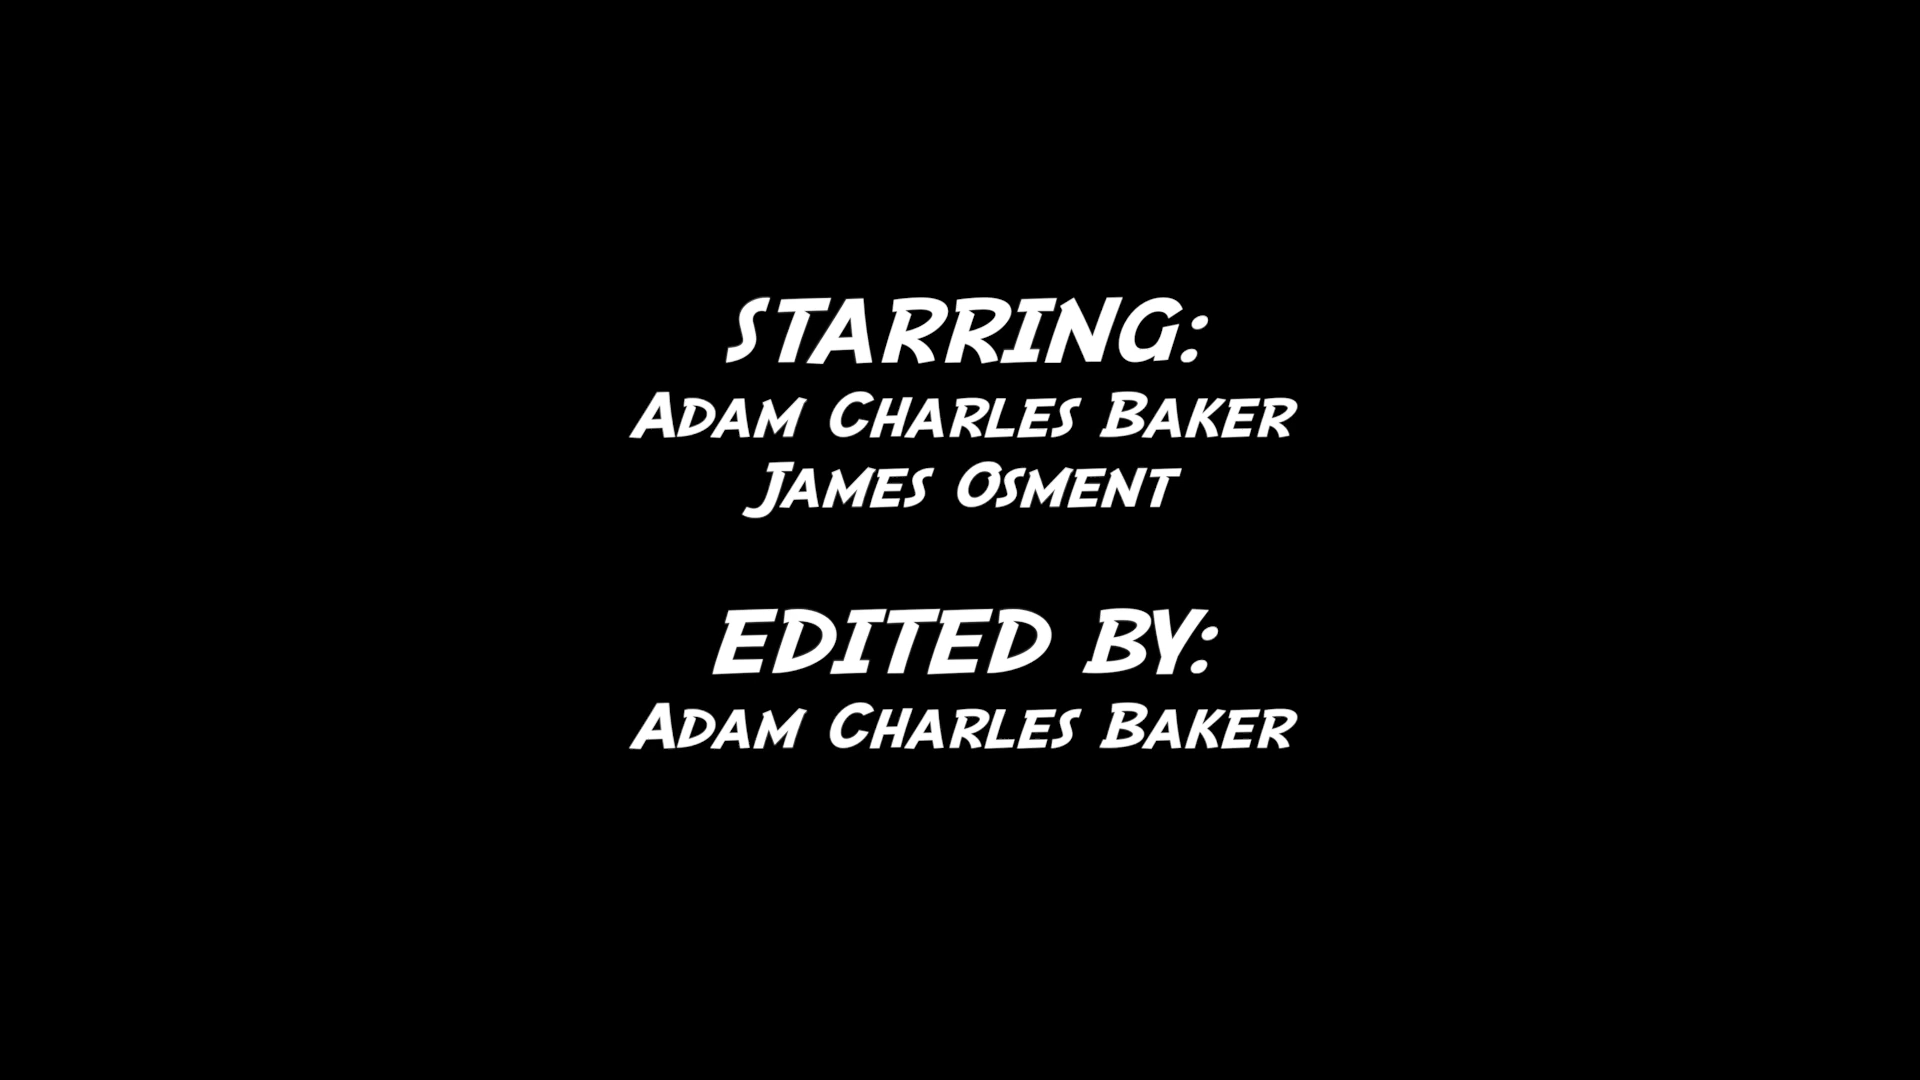 STARRING:
ADAM CHARLES BAKER
JAMES OSMENT
EDITED BY:
ADAM CHARLES BAKER